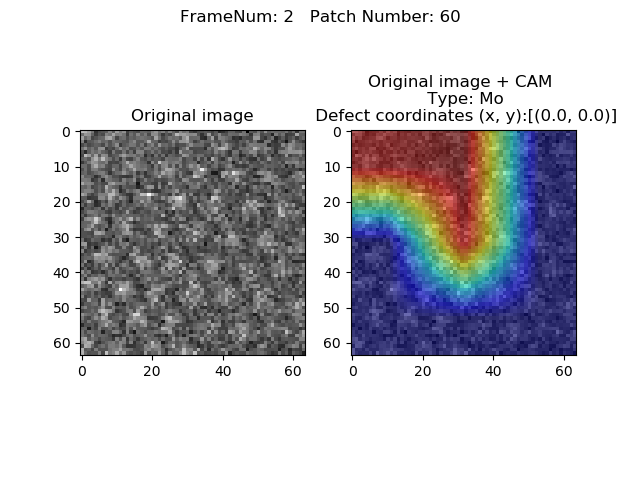 FrameNum: 2   Patch Number: 60
Original image
Original image + CAM
Type: Mo
Defect coordinates (x, y):[(0.0, 0.0)]
0
10
20
30
40
50
60
0 20 40 60
0
10
20
30
40
50
60
0 20 40 60